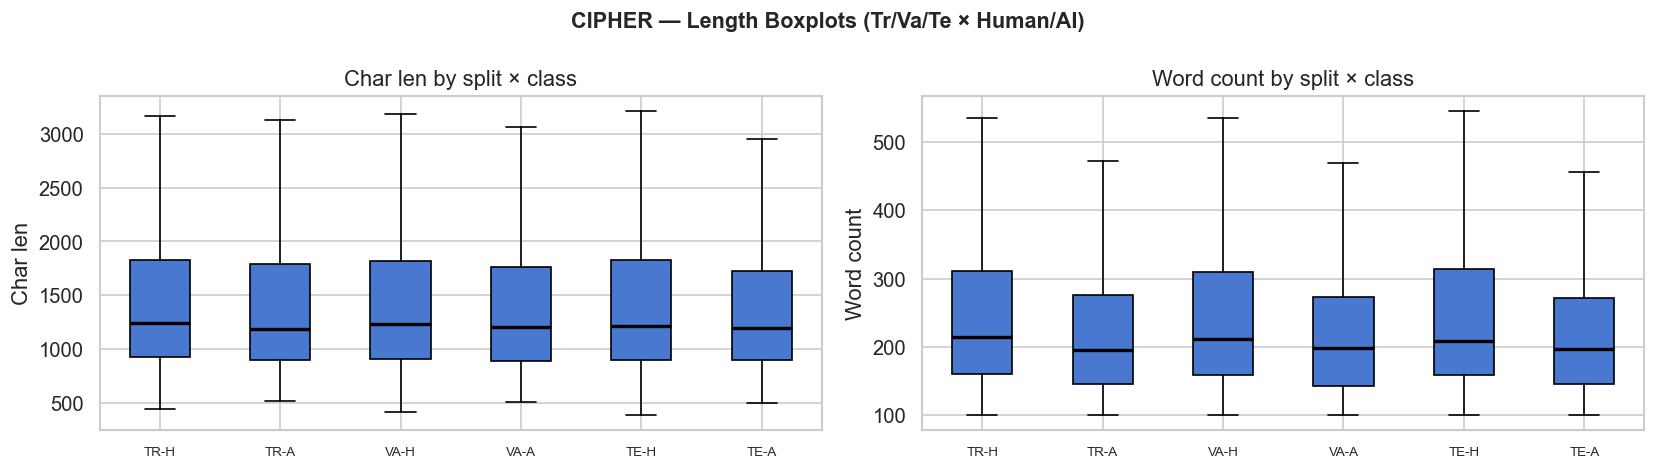 CIPHER — Length Boxplots (Tr/Va/Te × Human/AI)
Char len by split × class
Char len
3000
2500
2000
1500
1000
500
TR-H TR-A VA-H VA-A TE-H TE-A
Word count by split × class
Word count
500
400
300
200
100
TR-H TR-A VA-H VA-A TE-H TE-A